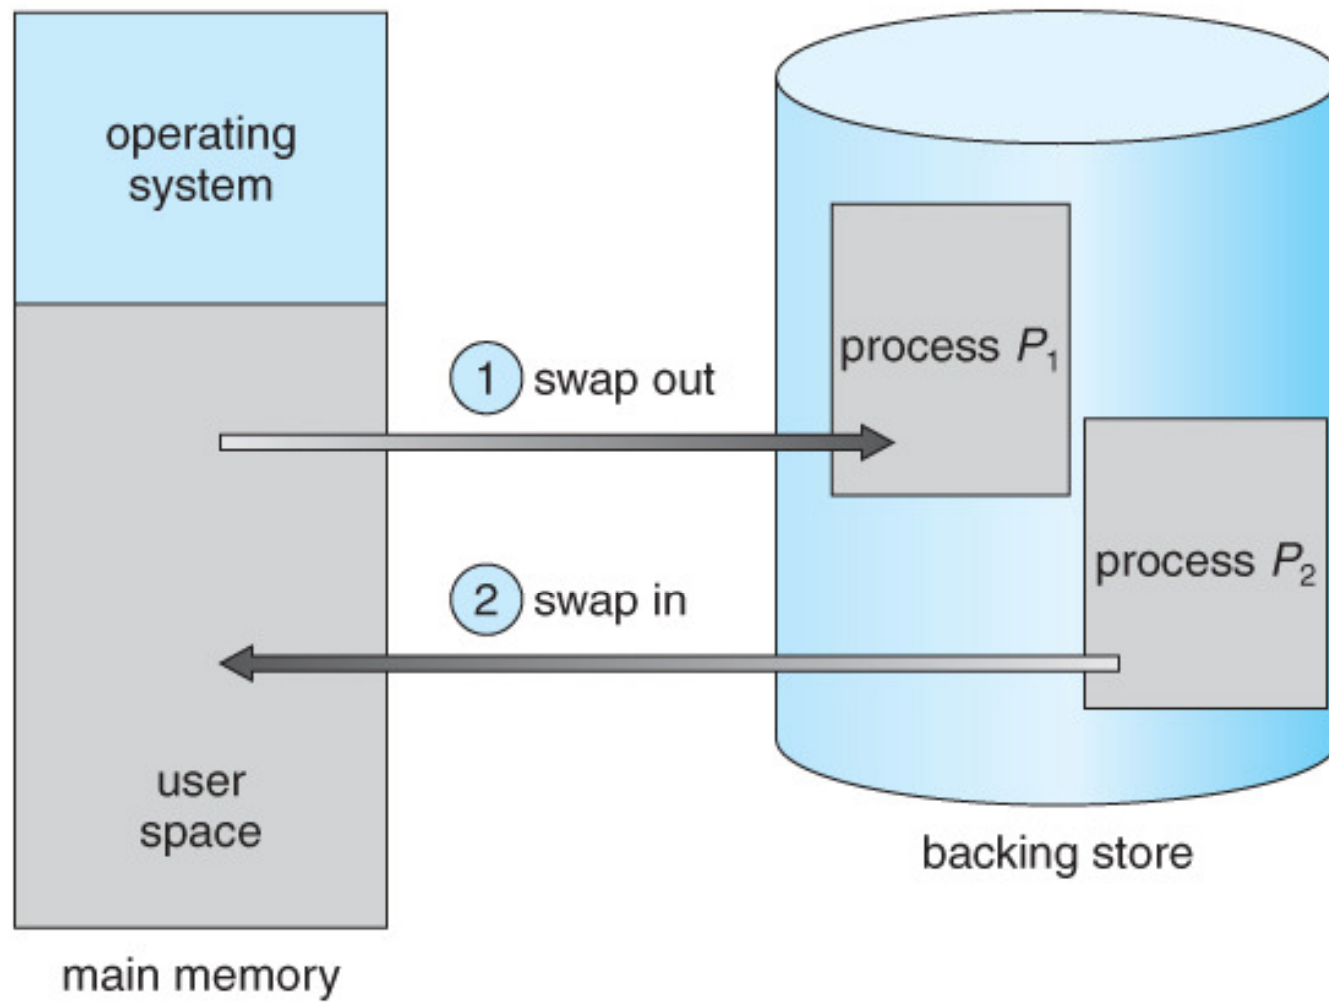 operating
system
1 swap out
process P₁
process P₂
2 swap in
user
space
backing store
main memory